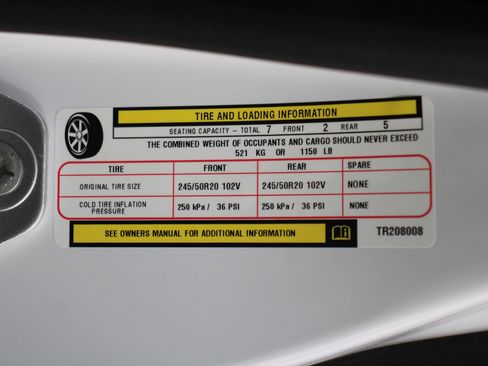 TIRE AND LOADING INFORMATION
SEATING CAPACITY - TOTAL 7 FRONT 2 REAR 5
THE COMBINED WEIGHT OF OCCUPANTS AND CARGO SHOULD NEVER EXCEED
521 KG OR 1150 LB
TIRE FRONT REAR SPARE
ORIGINAL TIRE SIZE 245/50R20 102V 245/50R20 102V NONE
COLD TIRE INFLATION PRESSURE 250 kPa / 36 PSI 250 kPa / 36 PSI NONE
SEE OWNERS MANUAL FOR ADDITIONAL INFORMATION TR208008